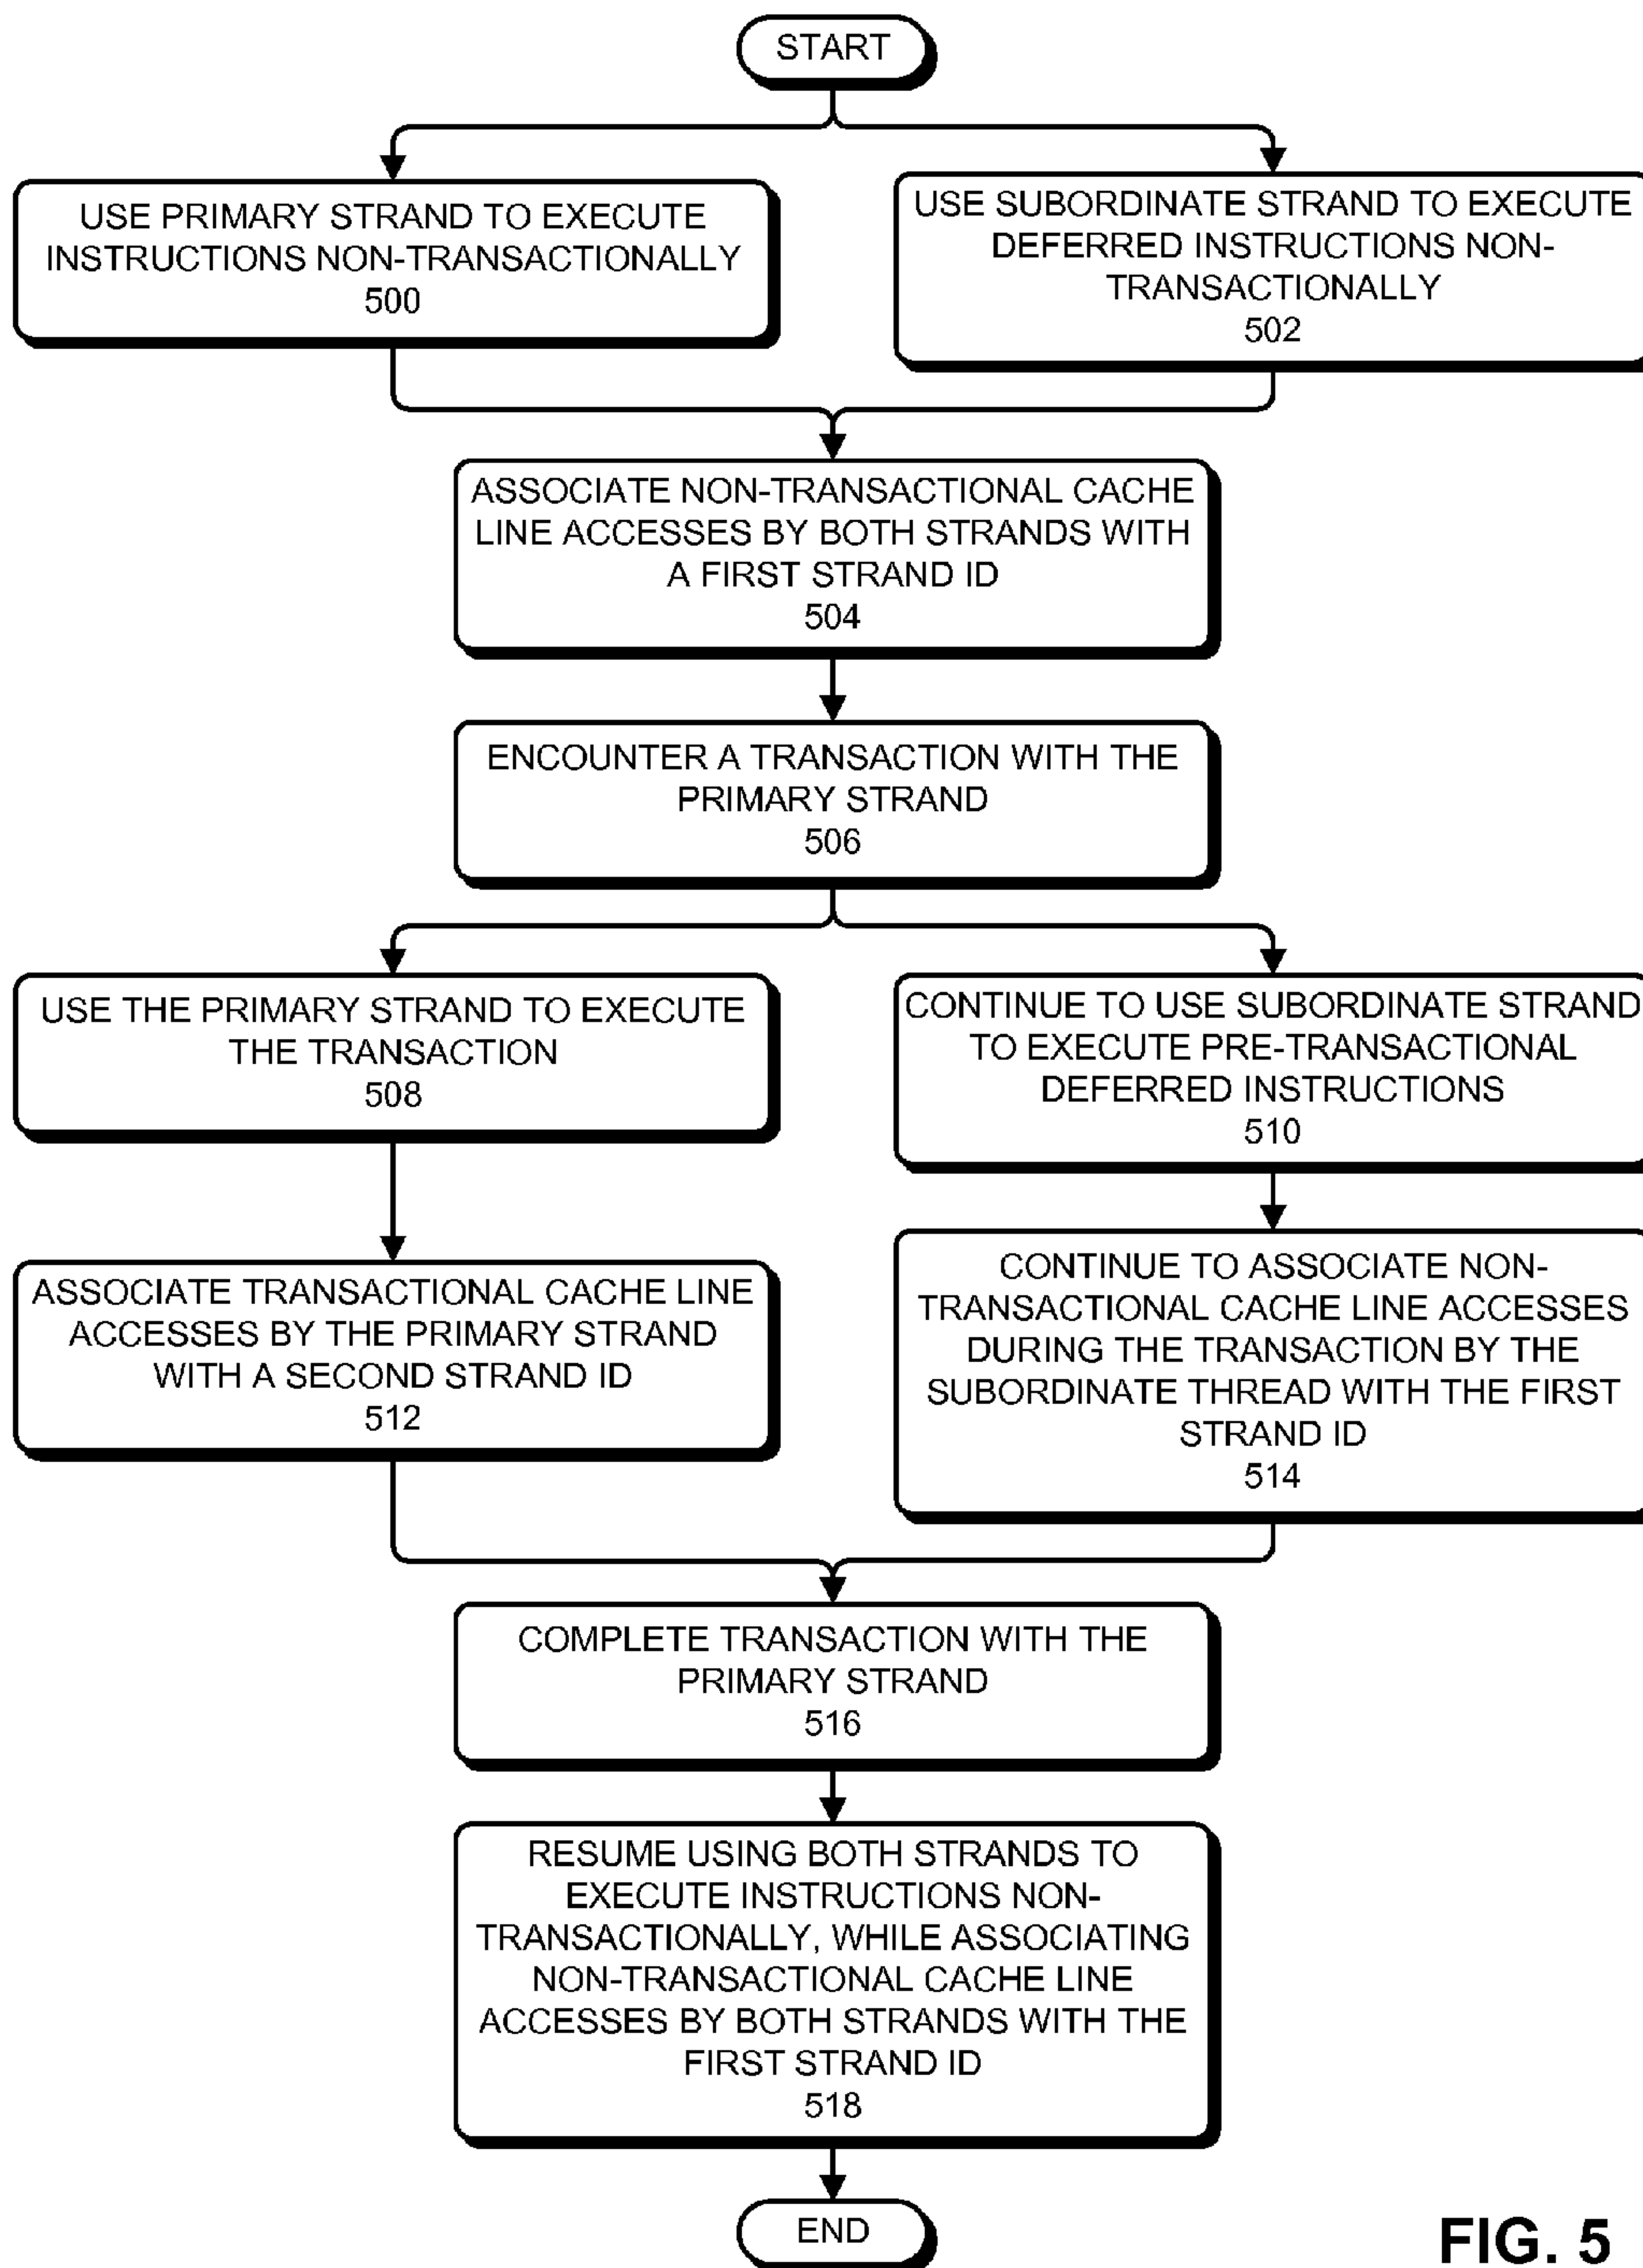 START
USE PRIMARY STRAND TO EXECUTE
INSTRUCTIONS NON-TRANSACTIONALLY
500
USE SUBORDINATE STRAND TO EXECUTE
DEFERRED INSTRUCTIONS NON-
TRANSACTIONALLY
502
ASSOCIATE NON-TRANSACTIONAL CACHE
LINE ACCESSES BY BOTH STRANDS WITH
A FIRST STRAND ID
504
ENCOUNTER A TRANSACTION WITH THE
PRIMARY STRAND
506
USE THE PRIMARY STRAND TO EXECUTE
THE TRANSACTION
508
CONTINUE TO USE SUBORDINATE STRAND
TO EXECUTE PRE-TRANSACTIONAL
DEFERRED INSTRUCTIONS
510
ASSOCIATE TRANSACTIONAL CACHE LINE
ACCESSES BY THE PRIMARY STRAND
WITH A SECOND STRAND ID
512
CONTINUE TO ASSOCIATE NON-
TRANSACTIONAL CACHE LINE ACCESSES
DURING THE TRANSACTION BY THE
SUBORDINATE THREAD WITH THE FIRST
STRAND ID
514
COMPLETE TRANSACTION WITH THE
PRIMARY STRAND
516
RESUME USING BOTH STRANDS TO
EXECUTE INSTRUCTIONS NON-
TRANSACTIONALLY, WHILE ASSOCIATING
NON-TRANSACTIONAL CACHE LINE
ACCESSES BY BOTH STRANDS WITH THE
FIRST STRAND ID
518
END
FIG. 5